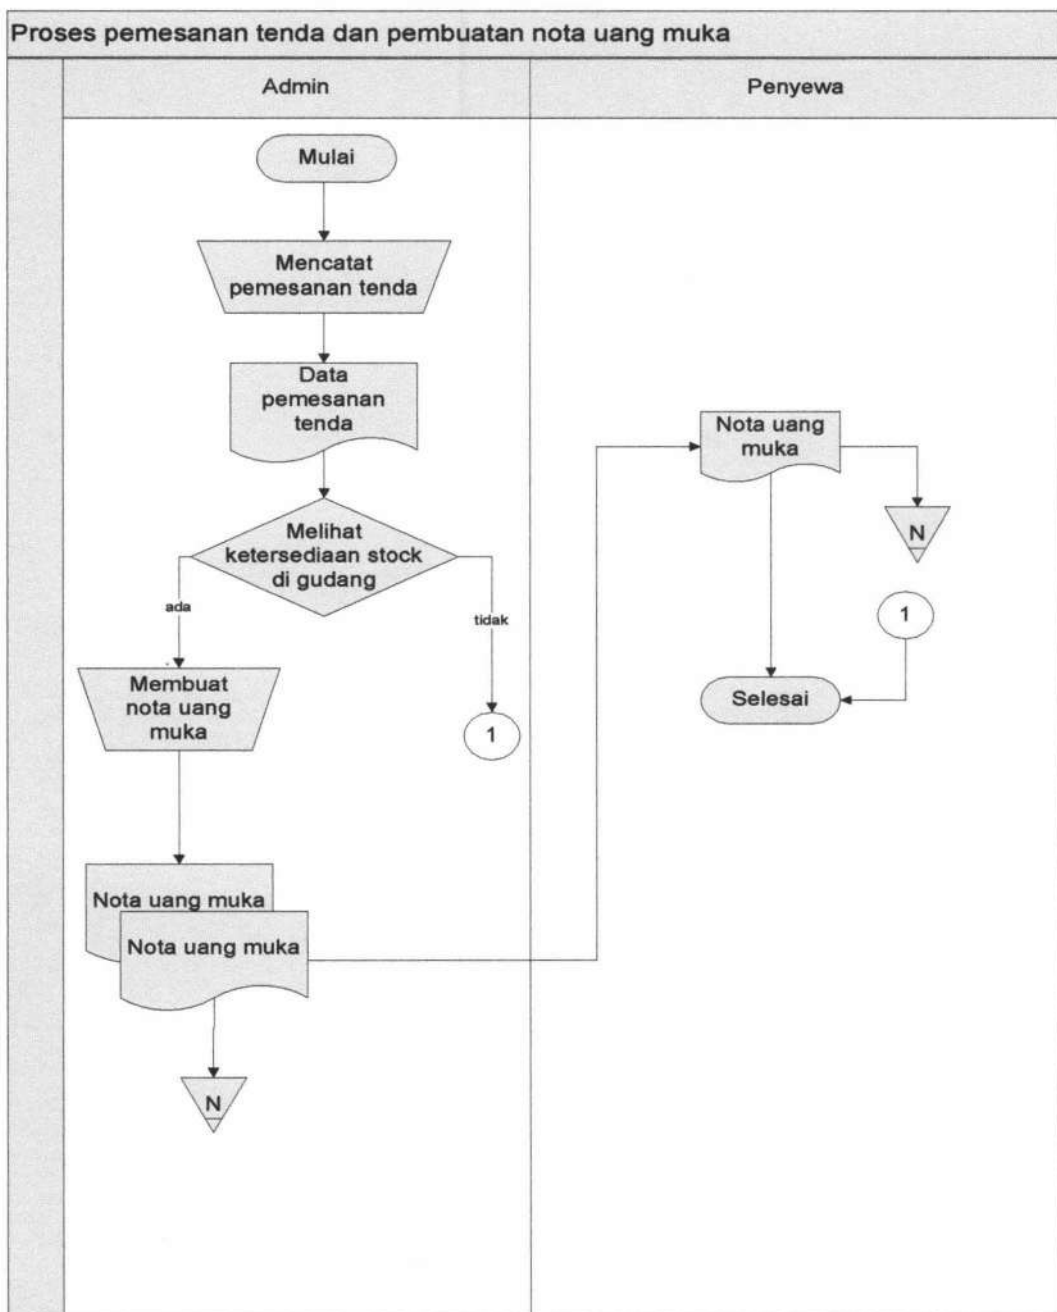 Proses pemesanan tenda dan pembuatan nota uang muka
Admin
Penyewa
Mulai
Mencatat
pemesanan tenda
Data
pemesanan
tenda
Melihat
ketersediaan stock
di gudang
ada
tidak
Membuat
nota uang
muka
1
Nota uang muka
Nota uang muka
N
Nota uang
muka
N
1
Selesai